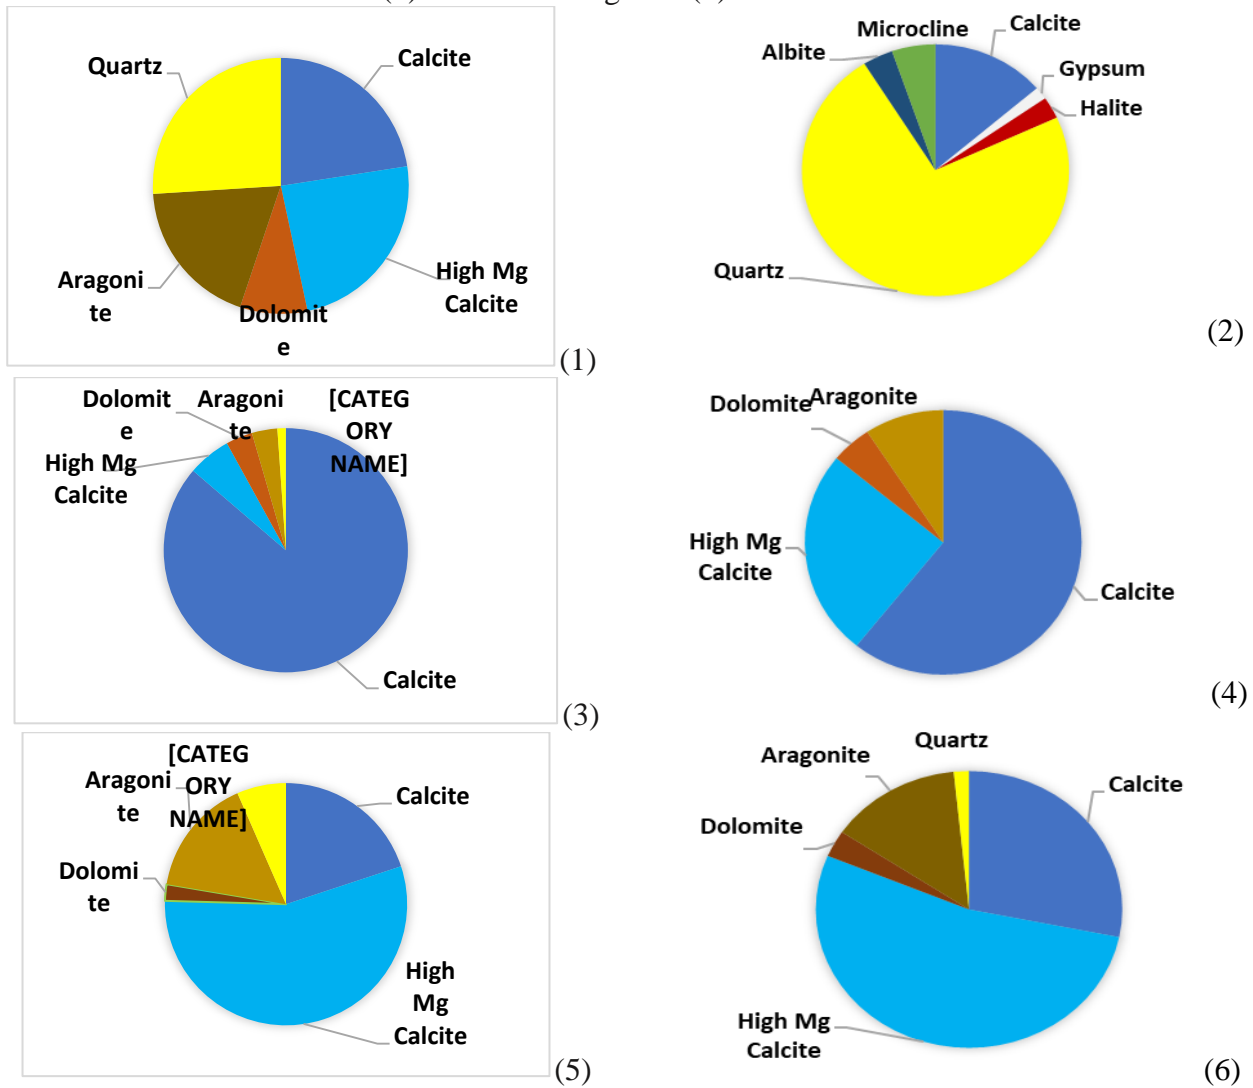 Quartz
Calcite
High Mg
Calcite
Dolomit
e
Aragoni
te
(1)
Microcline
Calcite
Albite
Gypsum
Halite
Quartz
(2)
Dolomit
e
Aragoni
te
[CATEG
ORY
NAME]
High Mg
Calcite
Calcite
(3)
Dolomite
Aragonite
High Mg
Calcite
Calcite
(4)
[CATEG
ORY
NAME]
Aragoni
te
Calcite
Dolomi
te
High
Mg
Calcite
(5)
Quartz
Aragonite
Calcite
Dolomite
High Mg
Calcite
(6)